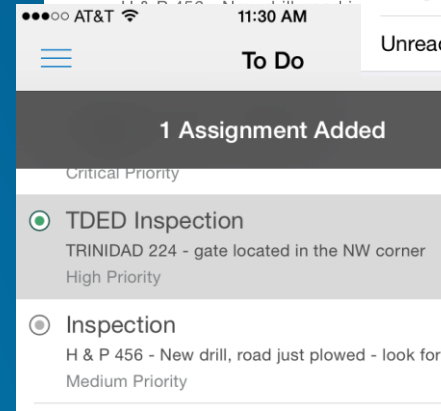 AT&T 11:30 AM
To Do
Unread
1 Assignment Added
Critical Priority
TDED Inspection
TRINIDAD 224 - gate located in the NW corner
High Priority
Inspection
H & P 456 - New drill, road just plowed - look for
Medium Priority